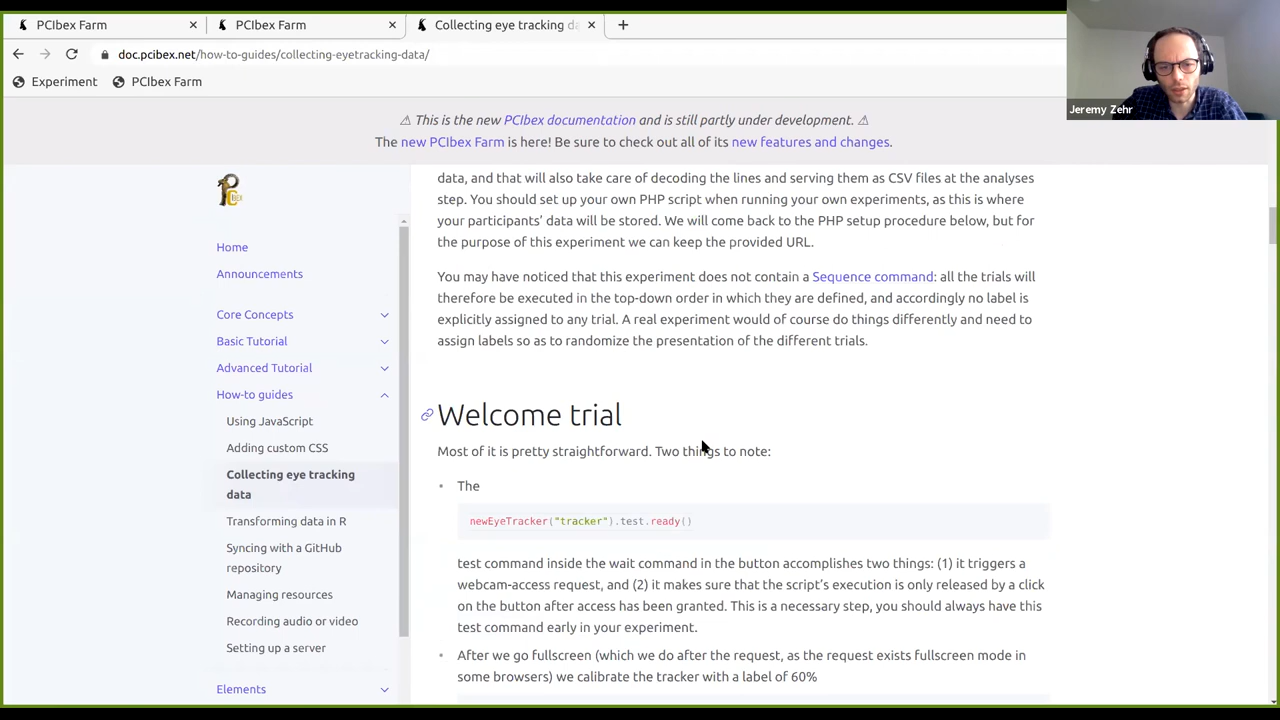 PCIbex Farm
PCIbex Farm
Collecting eye tracking da
doc.pcibex.net/how-to-guides/collecting-eyetracking-data/
Experiment
PCIbex Farm
Jeremy Zehr
⚠ This is the new PCIbex documentation and is still partly under development. ⚠
The new PCIbex Farm is here! Be sure to check out all of its new features and changes.
Home
Announcements
Core Concepts
Basic Tutorial
Advanced Tutorial
How-to guides
Using JavaScript
Adding custom CSS
Collecting eye tracking
data
Transforming data in R
Syncing with a GitHub
repository
Managing resources
Recording audio or video
Setting up a server
Elements
data, and that will also take care of decoding the lines and serving them as CSV files at the analyses
step. You should set up your own PHP script when running your own experiments, as this is where
your participants' data will be stored. We will come back to the PHP setup procedure below, but for
the purpose of this experiment we can keep the provided URL.
You may have noticed that this experiment does not contain a Sequence command: all the trials will
therefore be executed in the top-down order in which they are defined, and accordingly no label is
explicitly assigned to any trial. A real experiment would of course do things differently and need to
assign labels so as to randomize the presentation of the different trials.
Welcome trial
Most of it is pretty straightforward. Two things to note:
• The
newEyeTracker("tracker").test.ready()
test command inside the wait command in the button accomplishes two things: (1) it triggers a
webcam-access request, and (2) it makes sure that the script's execution is only released by a click
on the button after access has been granted. This is a necessary step, you should always have this
test command early in your experiment.
• After we go fullscreen (which we do after the request, as the request exists fullscreen mode in
some browsers) we calibrate the tracker with a label of 60%